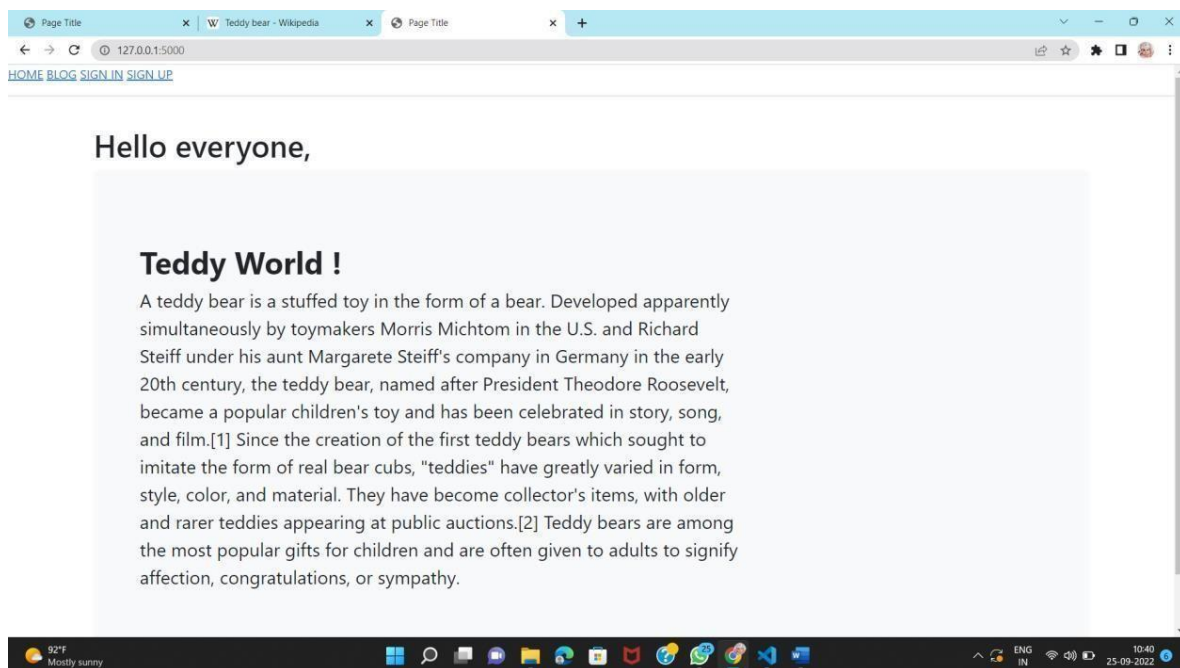 Page Title
Teddy bear - Wikipedia
Page Title
127.0.0.1:5000
HOME BLOG SIGN IN SIGN UP
Hello everyone,
Teddy World !
A teddy bear is a stuffed toy in the form of a bear. Developed apparently
simultaneously by toymakers Morris Michtom in the U.S. and Richard
Steiff under his aunt Margarete Steiff's company in Germany in the early
20th century, the teddy bear, named after President Theodore Roosevelt,
became a popular children's toy and has been celebrated in story, song,
and film.[1] Since the creation of the first teddy bears which sought to
imitate the form of real bear cubs, "teddies" have greatly varied in form,
style, color, and material. They have become collector's items, with older
and rarer teddies appearing at public auctions.[2] Teddy bears are among
the most popular gifts for children and are often given to adults to signify
affection, congratulations, or sympathy.
92°F
Mostly sunny
25
ENG
IN
10:40
25-09-2022
6